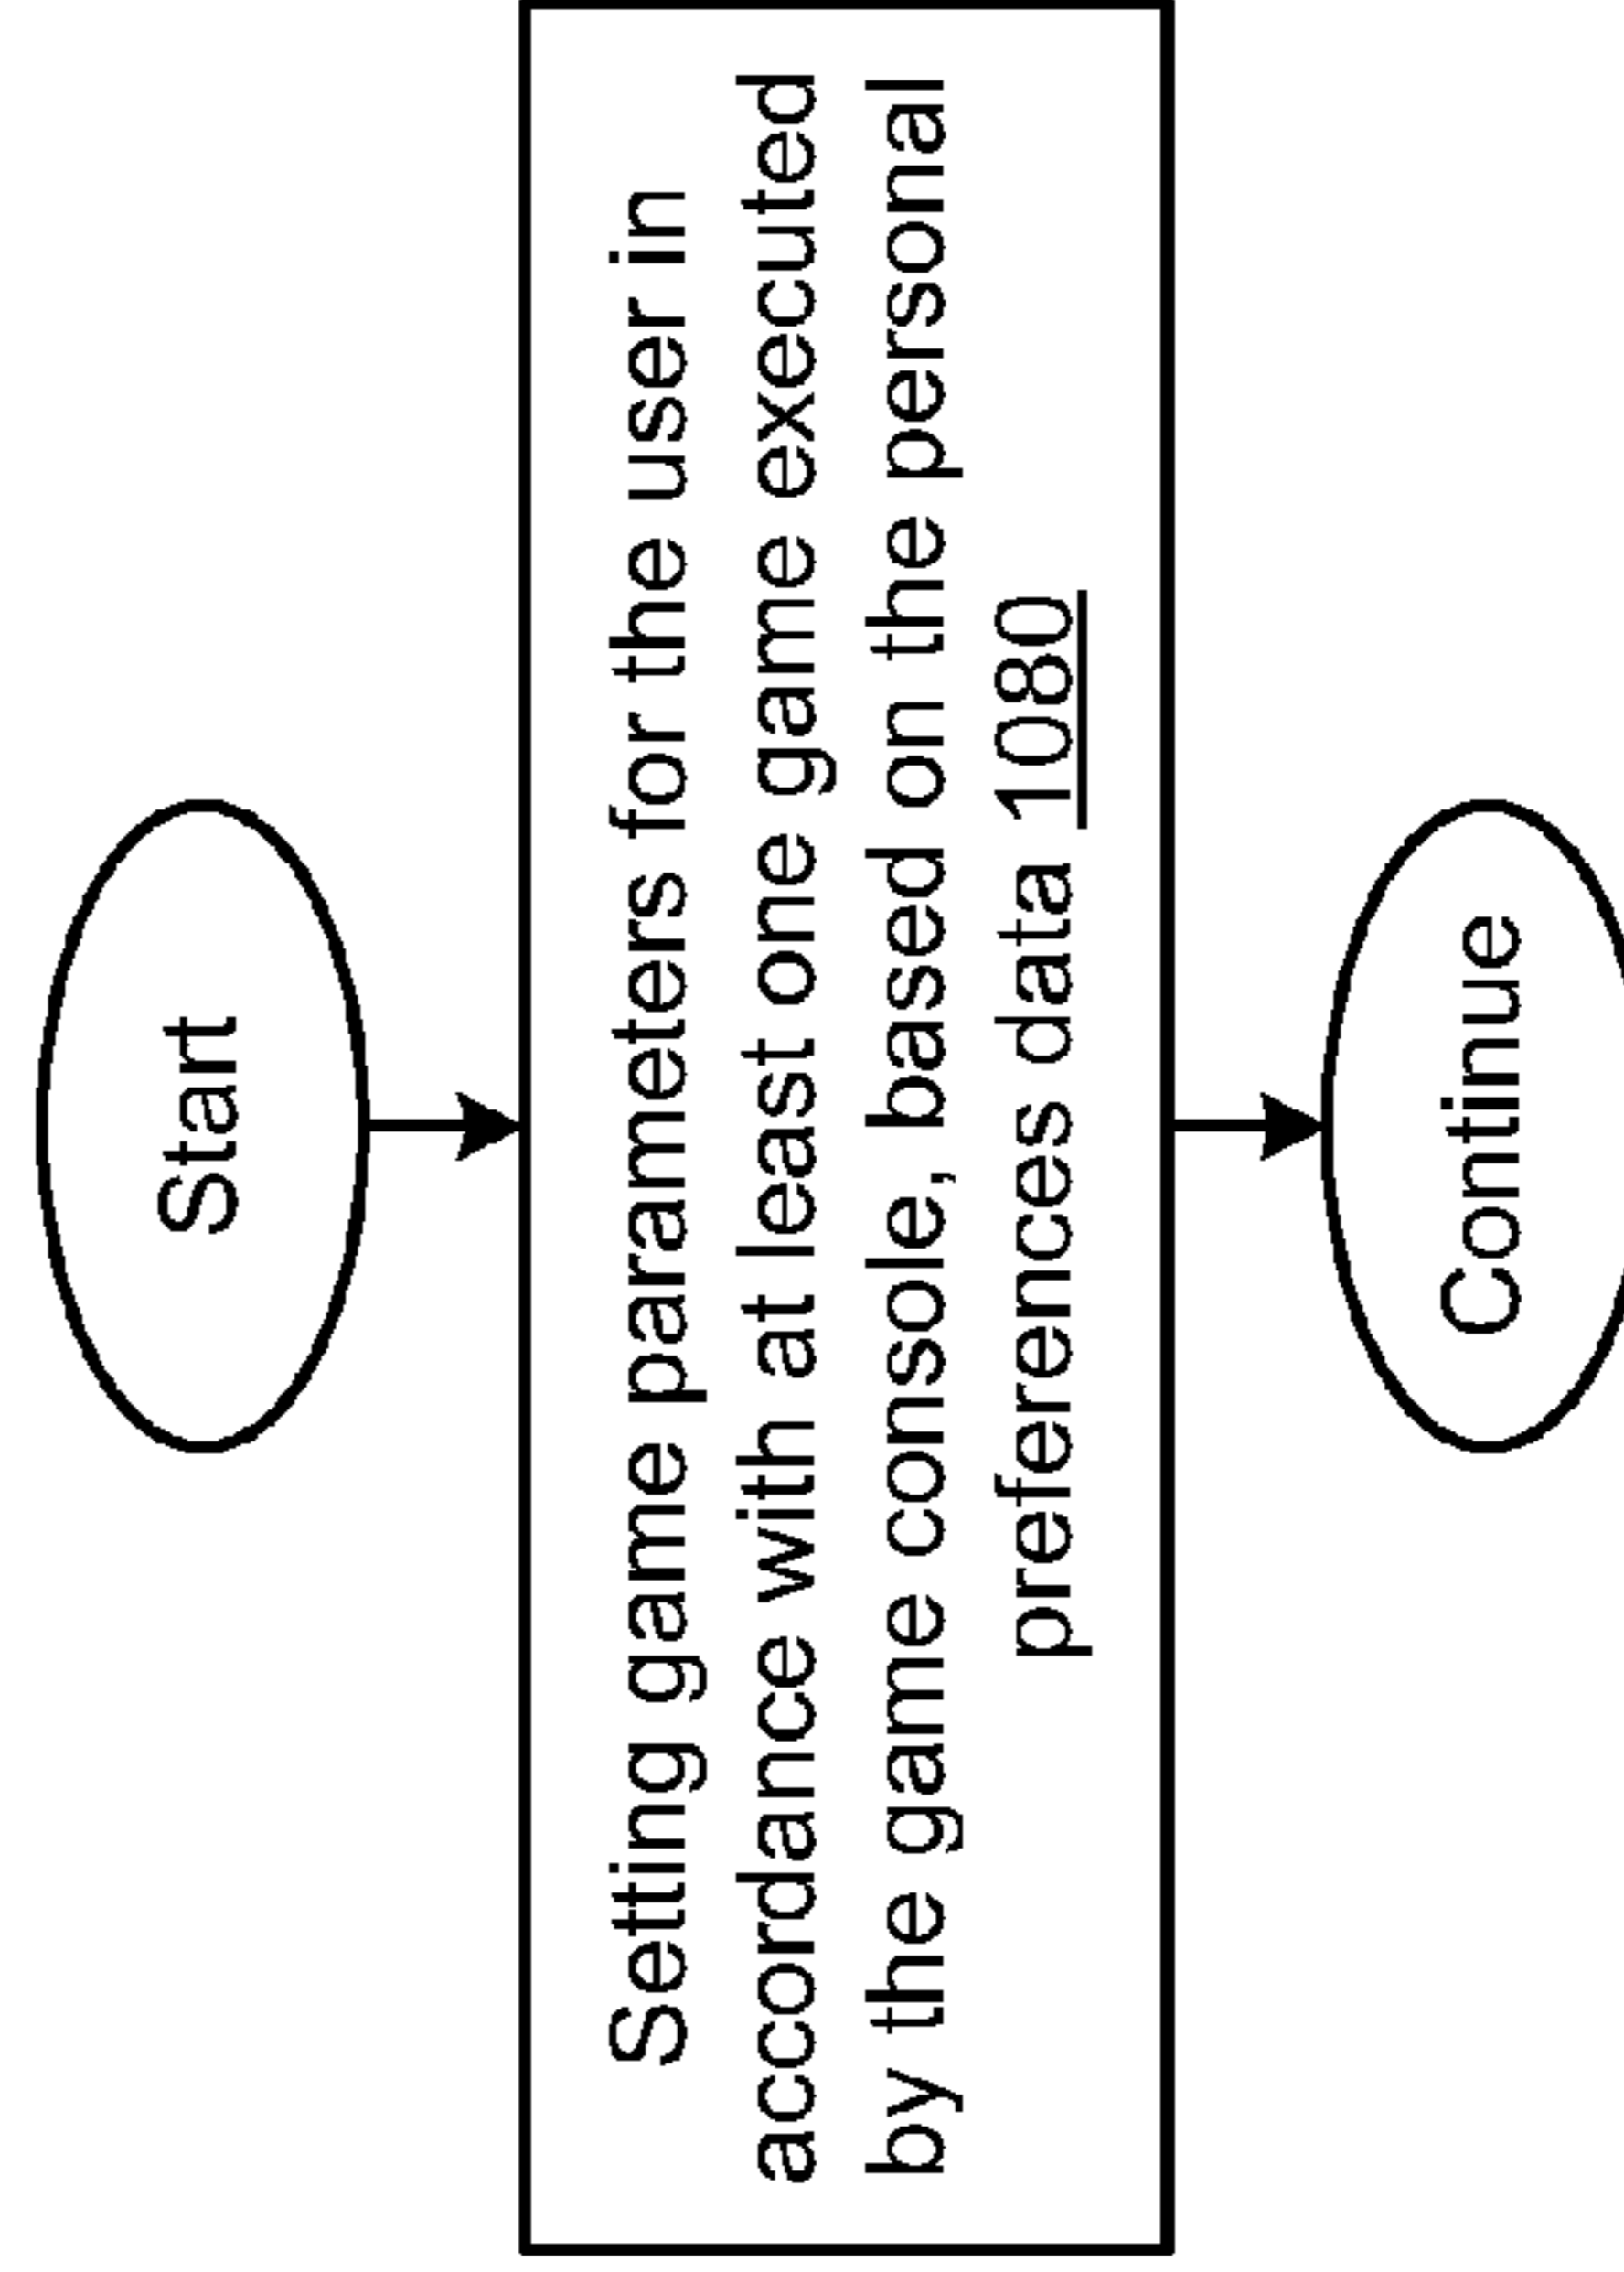 Start
Setting game parameters for the user in
accordance with at least one game executed
by the game console, based on the personal
preferences data 1080
Continue